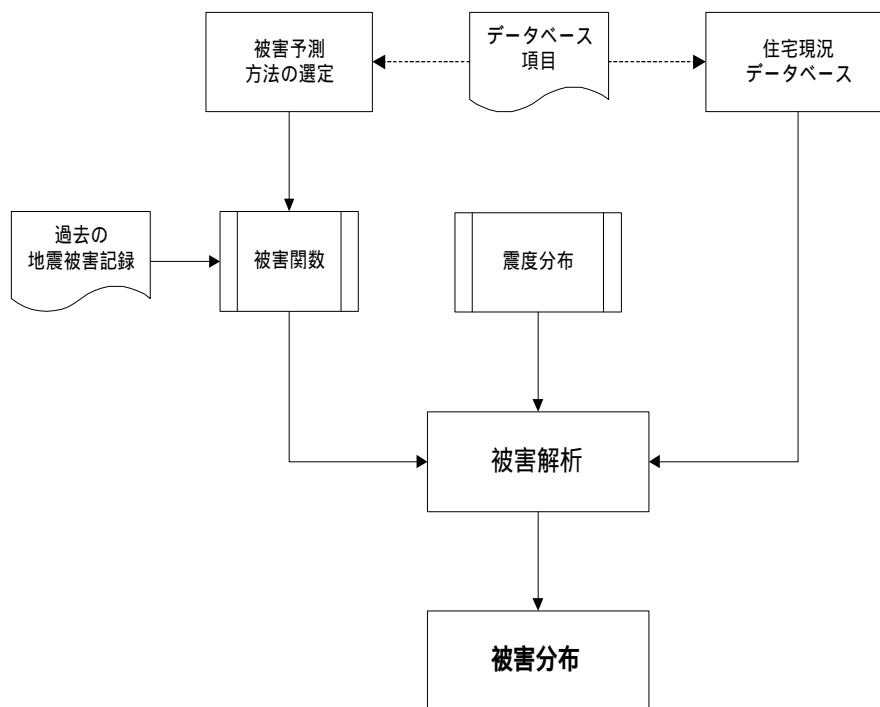 被害予測
方法の選定
データベース
項目
住宅現況
データベース
過去の
地震被害記録
被害関数
震度分布
被害解析
被害分布